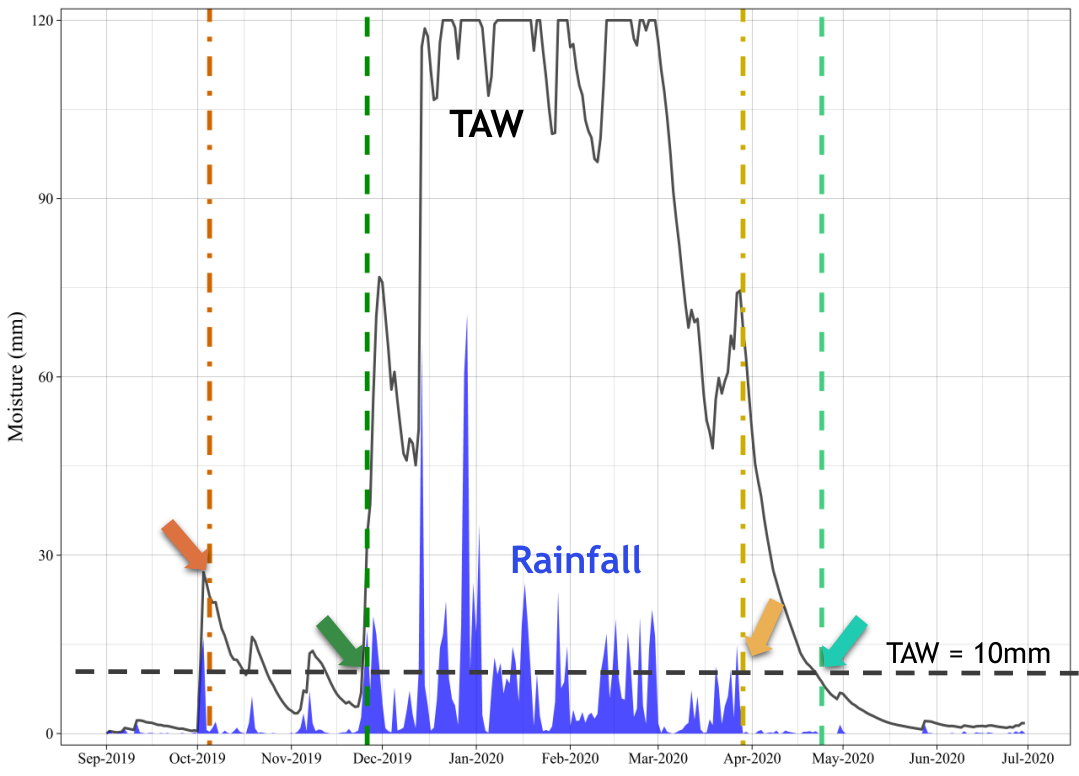 120
TAW
90
Moisture (mm)
60
Rainfall
30
TAW = 10mm
0
Sep-2019 Oct-2019 Nov-2019 Dec-2019 Jan-2020 Feb-2020 Mar-2020 Apr-2020 May-2020 Jun-2020 Jul-2020